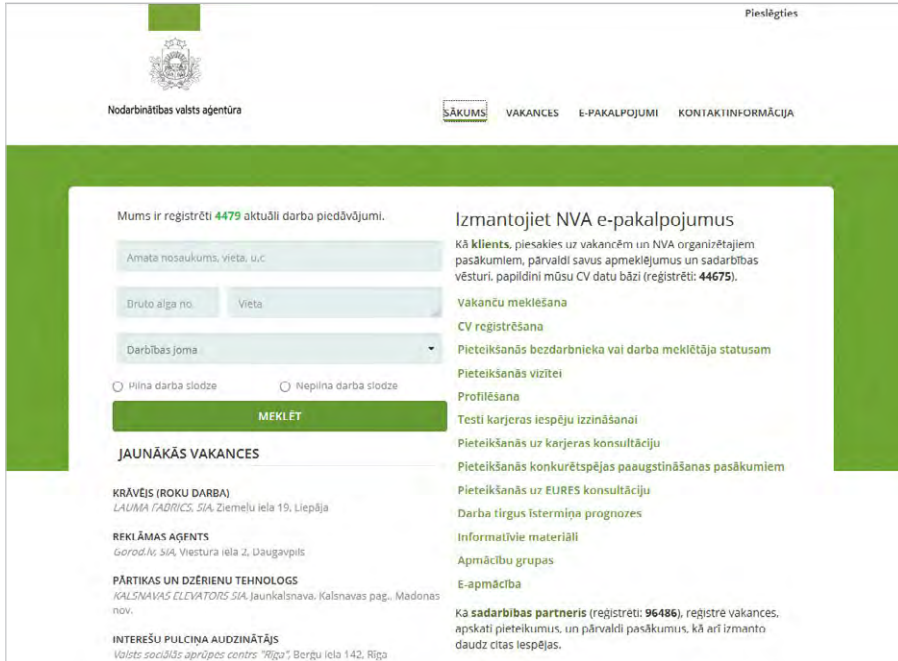 Pieslēgties
Nodarbinātības valsts aģentūra
SĀKUMS VAKANCES E-PAKALPOJUMI KONTAKTINFORMĀCIJA
Mums ir reģistrēti 4479 aktuāli darba piedāvājumi.
Amata nosaukums, vieta, u.c
Bruto alga no. Vieta
Darbības joma
Pilna darba slodze Nepilna darba slodze
MEKLĒT
JAUNĀKĀS VAKANCES
KRĀVĒJS (ROKU DARBA)
LAUMA FABRICS, SIA, Ziemeļu iela 19, Liepāja
REKLĀMAS AĢENTS
Gorod.lv, SIA, Viestura iela 2, Daugavpils
PĀRTIKAS UN DZĒRIENU TEHNOLOGS
KALSNAVAS ELEVATORS SIA, Jaunkalsnava, Kalsnavas pag., Madonas
nov.
INTEREŠU PULCIŅA AUDZINĀTĀJS
Valsts sociālās aprūpes centrs "Rīga", Berģu iela 142, Rīga
Izmantojiet NVA e-pakalpojumus
Kā klients, piesakies uz vakancēm un NVA organizētajiem
pasākumiem, pārvaldi savus apmeklējumus un sadarbības
vēsturi, papildini mūsu CV datu bāzi (reģistrēti: 44675).
Vakanču meklēšana
CV reģistrēšana
Pieteikšanās bezdarbnieka vai darba meklētāja statusam
Pieteikšanās vizītei
Profilēšana
Testi karjeras iespēju izzināšanai
Pieteikšanās uz karjeras konsultāciju
Pieteikšanās konkurētspējas paaugstināšanas pasākumiem
Pieteikšanās uz EURES konsultāciju
Darba tirgus īstermiņa prognozes
Informatīvie materiāli
Apmācību grupas
E-apmācība
Kā sadarbības partneris (reģistrēti: 96486), reģistrē vakances,
apskati pieteikumus, un pārvaldi pasākumus, kā arī izmanto
daudz citas iespējas.